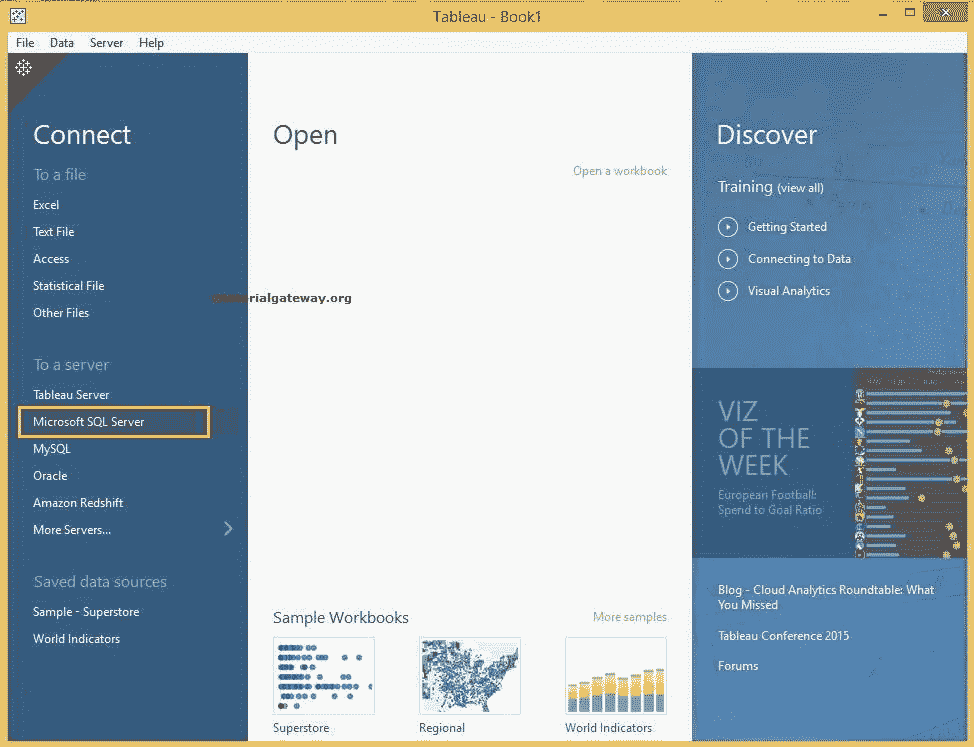 Tableau - Book1
File Data Server Help
Connect
To a file
Excel
Text File
Access
Statistical File
Other Files
To a server
Tableau Server
Microsoft SQL Server
MySQL
Oracle
Amazon Redshift
More Servers...
Saved data sources
Sample - Superstore
World Indicators
Open
Open a workbook
rialgateway.org
Sample Workbooks
More samples
Superstore
Regional
World Indicators
Discover
Training (view all)
Getting Started
Connecting to Data
Visual Analytics
VIZ
OF THE
WEEK
European Football:
Spend to Goal Ratio
Blog - Cloud Analytics Roundtable: What
You Missed
Tableau Conference 2015
Forums